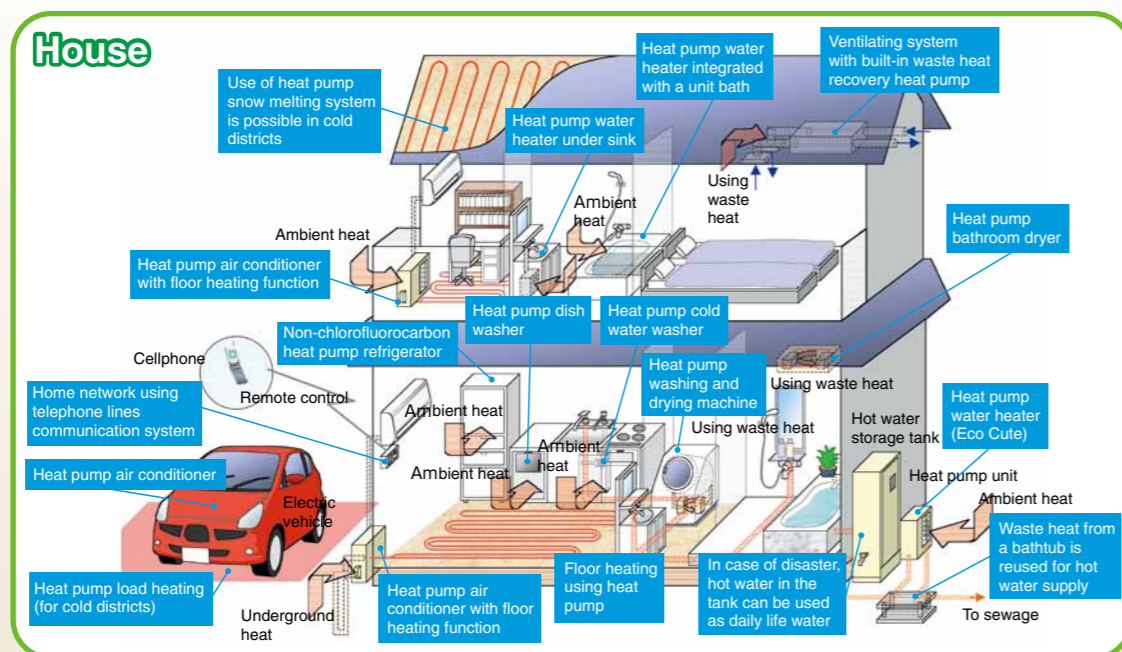 House
Use of heat pump
snow melting system
is possible in cold
districts
Heat pump water
heater under sink
Heat pump water
heater integrated
with a unit bath
Ventilating system
with built-in waste heat
recovery heat pump
Using
waste
heat
Ambient
heat
Ambient heat
Heat pump air conditioner
with floor heating function
Heat pump
bathroom dryer
Heat pump dish
washer
Heat pump cold
water washer
Non-chlorofluorocarbon
heat pump refrigerator
Cellphone
Remote control
Home network using
telephone lines
communication system
Heat pump
washing and
drying machine
Using waste heat
Using waste heat
Ambient heat
Ambient heat
Ambient
heat
Hot water
storage tank
Heat pump
water heater
(Eco Cute)
Heat pump unit
Ambient heat
Heat pump air conditioner
Electric
vehicle
Heat pump load heating
(for cold districts)
Underground
heat
Heat pump air
conditioner with floor
heating function
Floor heating
using heat
pump
In case of disaster,
hot water in the
tank can be used
as daily life water
Waste heat from
a bathtub is
reused for hot
water supply
To sewage